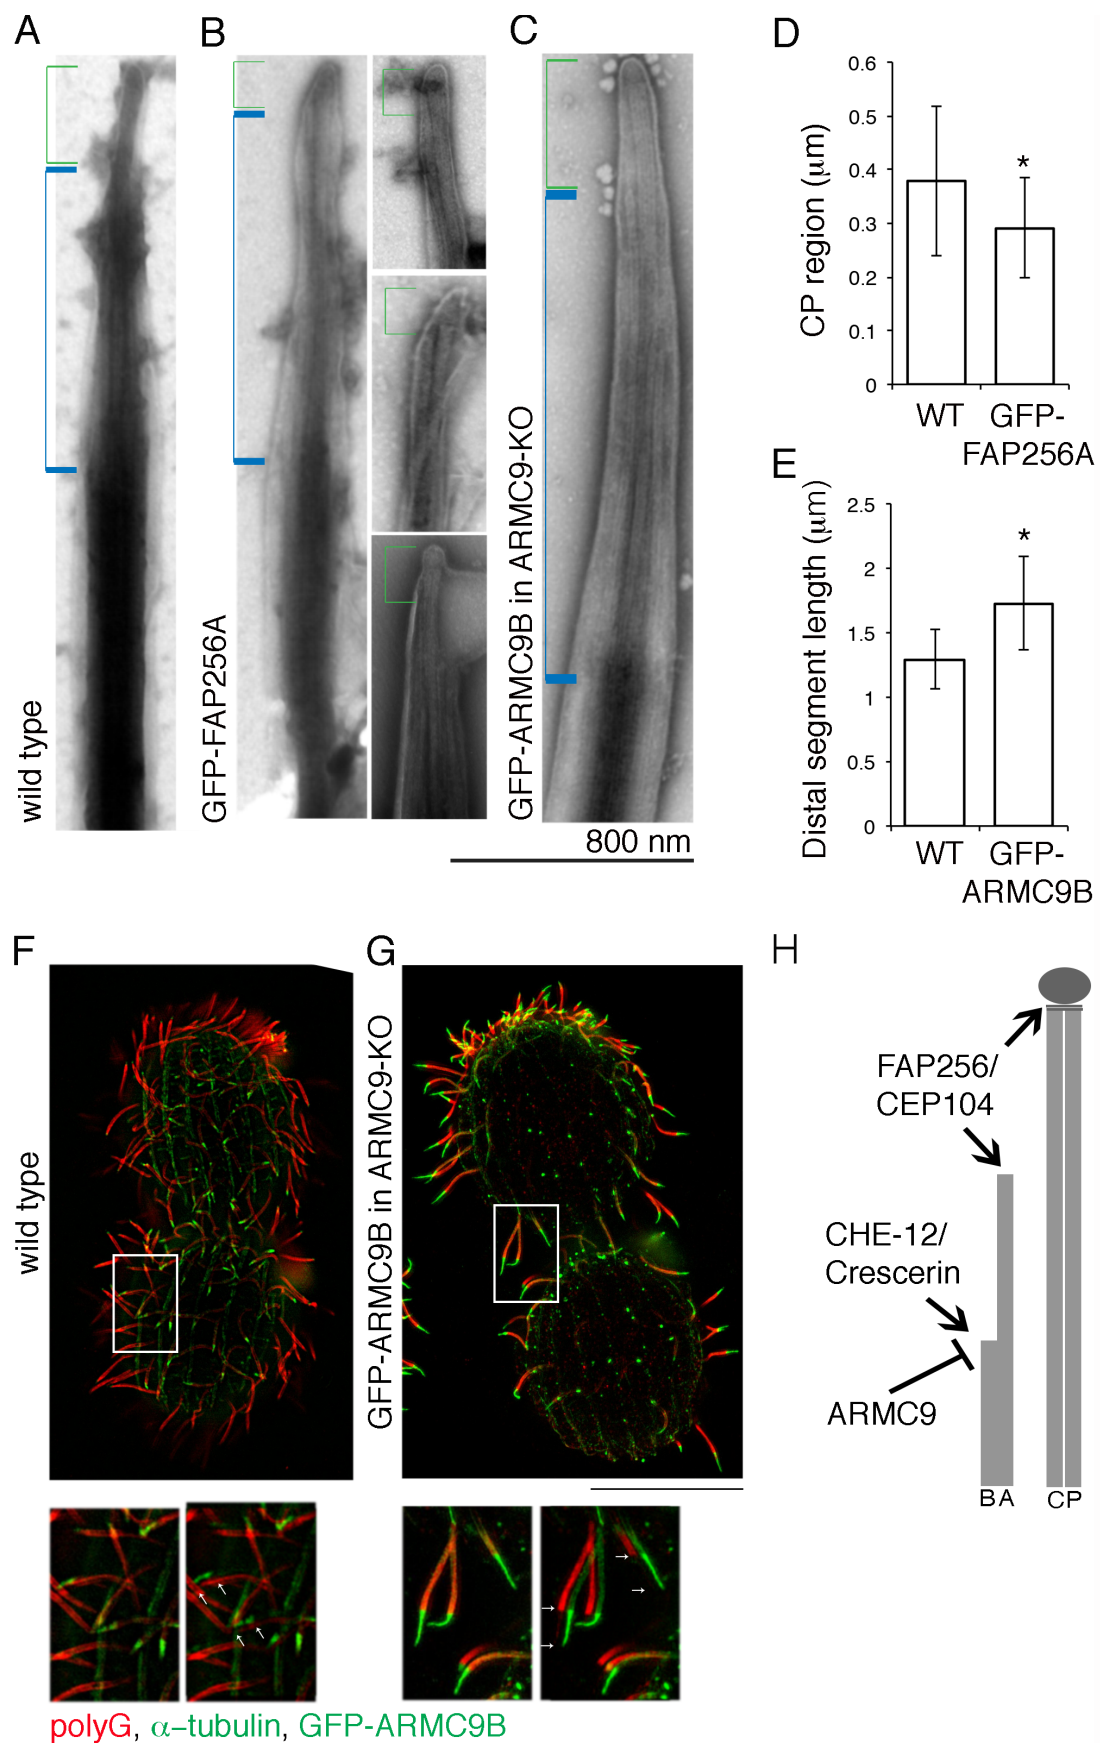 A
B
C
D
wild type
GFP-FAP256A
GFP-ARMC9B in ARMC9-KO
800 nm
CP region (μm)
0.6
0.5
0.4
0.3
0.2
0.1
0
*
WT
GFP-
FAP256A
E
Distal segment length (μm)
2.5
2
1.5
1
0.5
0
*
WT
GFP-
ARMC9B
F
G
H
wild type
GFP-ARMC9B in ARMC9-KO
FAP256/
CEP104
CHE-12/
Crescerin
ARMC9
BA
CP
polyG, α–tubulin, GFP-ARMC9B